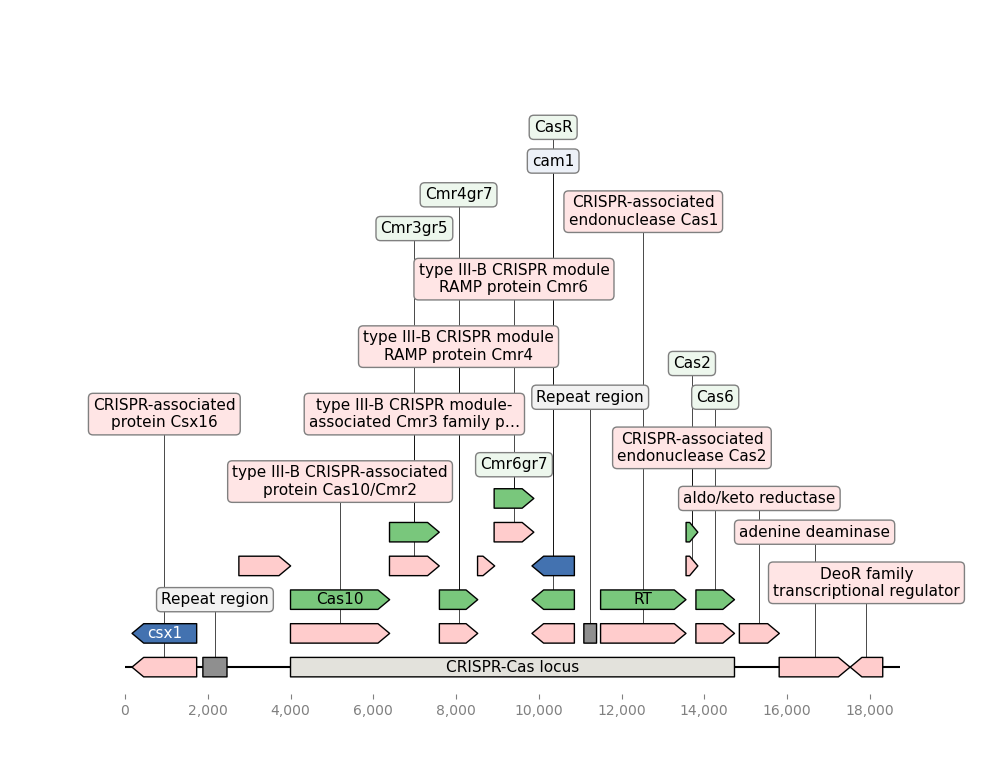 CasR
cam1
Cmr4gr7
CRISPR-associated
endonuclease Cas1
Cmr3gr5
type III-B CRISPR module
RAMP protein Cmr6
type III-B CRISPR module
RAMP protein Cmr4
Cas2
Repeat region
Cas6
CRISPR-associated
protein Csx16
type III-B CRISPR module-
associated Cmr3 family p...
CRISPR-associated
endonuclease Cas2
Cmr6gr7
type III-B CRISPR-associated
protein Cas10/Cmr2
aldo/keto reductase
adenine deaminase
DeoR family
transcriptional regulator
Repeat region
Cas10
RT
csx1
CRISPR-Cas locus
0
2,000
4,000
6,000
8,000
10,000
12,000
14,000
16,000
18,000